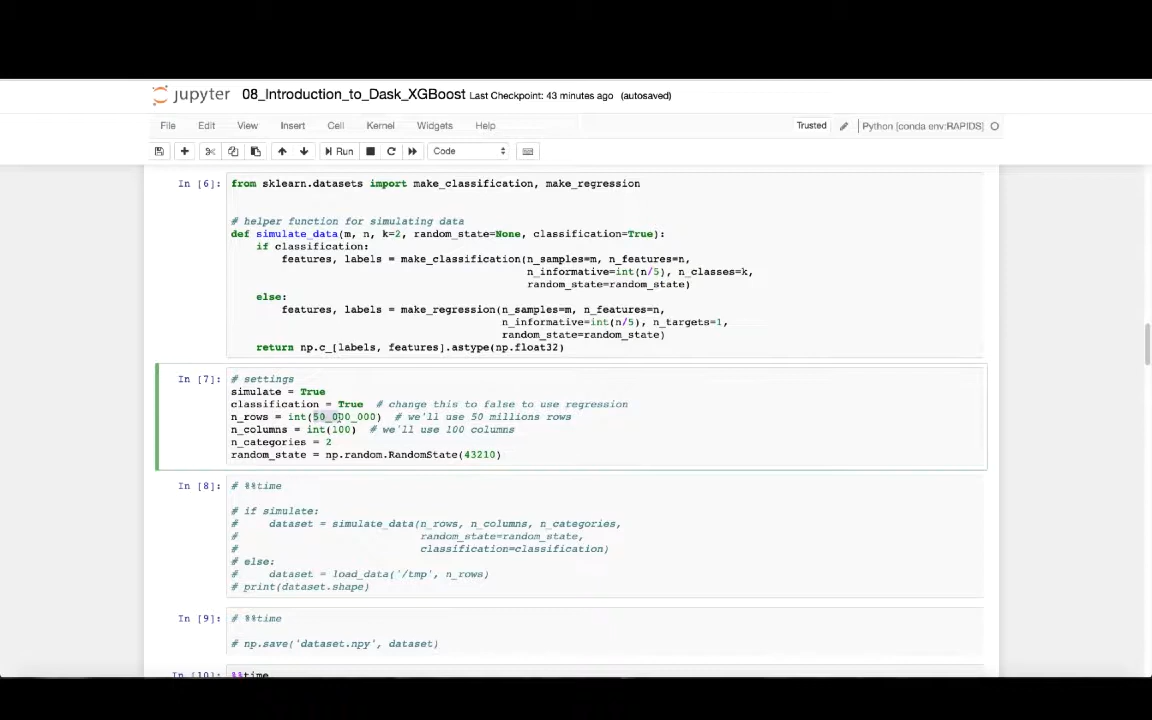 jupyter 08_Introduction_to_Dask_XGBoost Last Checkpoint: 43 minutes ago (autosaved)
File Edit View Insert Cell Kernel Widgets Help Trusted Python [conda env:RAPIDS]
Run Code
In [6]: from sklearn.datasets import make_classification, make_regression
# helper function for simulating data
def simulate_data(m, n, k=2, random_state=None, classification=True):
    if classification:
        features, labels = make_classification(n_samples=m, n_features=n,
                                               n_informative=int(n/5), n_classes=k,
                                               random_state=random_state)
    else:
        features, labels = make_regression(n_samples=m, n_features=n,
                                           n_informative=int(n/5), n_targets=1,
                                           random_state=random_state)
    return np.c_[labels, features].astype(np.float32)
In [7]: # settings
simulate = True
classification = True  # change this to false to use regression
n_rows = int(50_000_000)  # we'll use 50 millions rows
n_columns = int(100)  # we'll use 100 columns
n_categories = 2
random_state = np.random.RandomState(43210)
In [8]: # %%time
# if simulate:
#     dataset = simulate_data(n_rows, n_columns, n_categories,
#                             random_state=random_state,
#                             classification=classification)
# else:
#     dataset = load_data('/tmp', n_rows)
# print(dataset.shape)
In [9]: # %%time
# np.save('dataset.npy', dataset)
In [10]: %%time